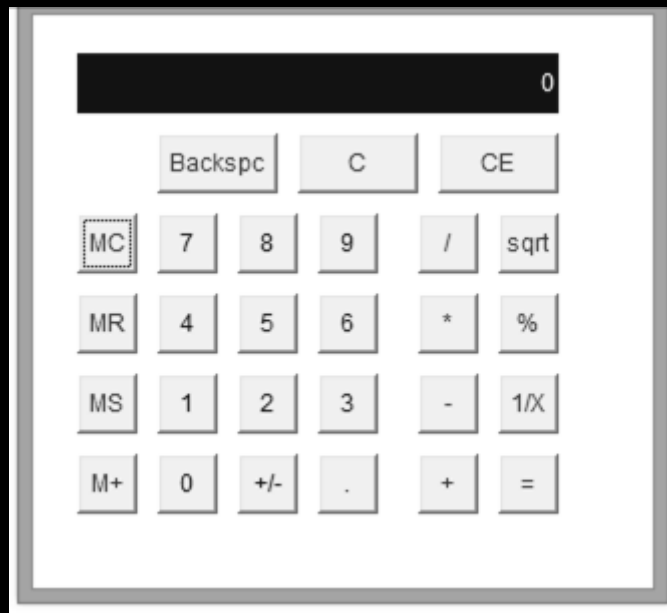 0
Backspc C CE
MC 7 8 9 / sqrt
MR 4 5 6 * %
MS 1 2 3 - 1/X
M+ 0 +/- . + =